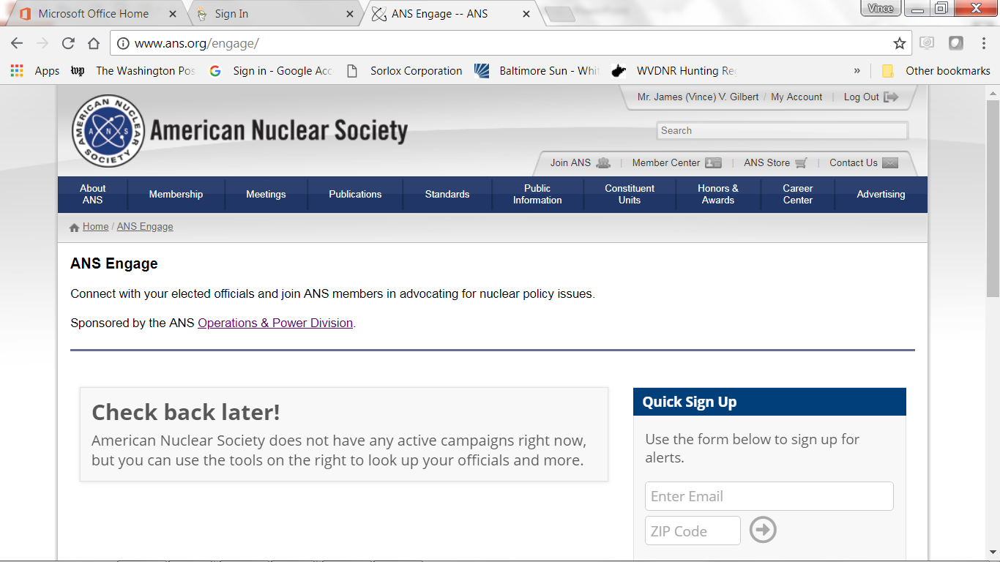 Microsoft Office Home
Sign In
ANS Engage -- ANS
Vince
www.ans.org/engage/
Apps
wp
The Washington Pos
Sign in - Google Acc
Sorlox Corporation
Baltimore Sun - Whit
WVDNR Hunting Reg
»
Other bookmarks
AMERICAN NUCLEAR SOCIETY
ANS
American Nuclear Society
Mr. James (Vince) V. Gilbert / My Account | Log Out
Search
Join ANS | Member Center | ANS Store | Contact Us
About ANS
Membership
Meetings
Publications
Standards
Public Information
Constituent Units
Honors & Awards
Career Center
Advertising
Home / ANS Engage
ANS Engage
Connect with your elected officials and join ANS members in advocating for nuclear policy issues.
Sponsored by the ANS Operations & Power Division.
Check back later!
American Nuclear Society does not have any active campaigns right now,
but you can use the tools on the right to look up your officials and more.
Quick Sign Up
Use the form below to sign up for
alerts.
Enter Email
ZIP Code